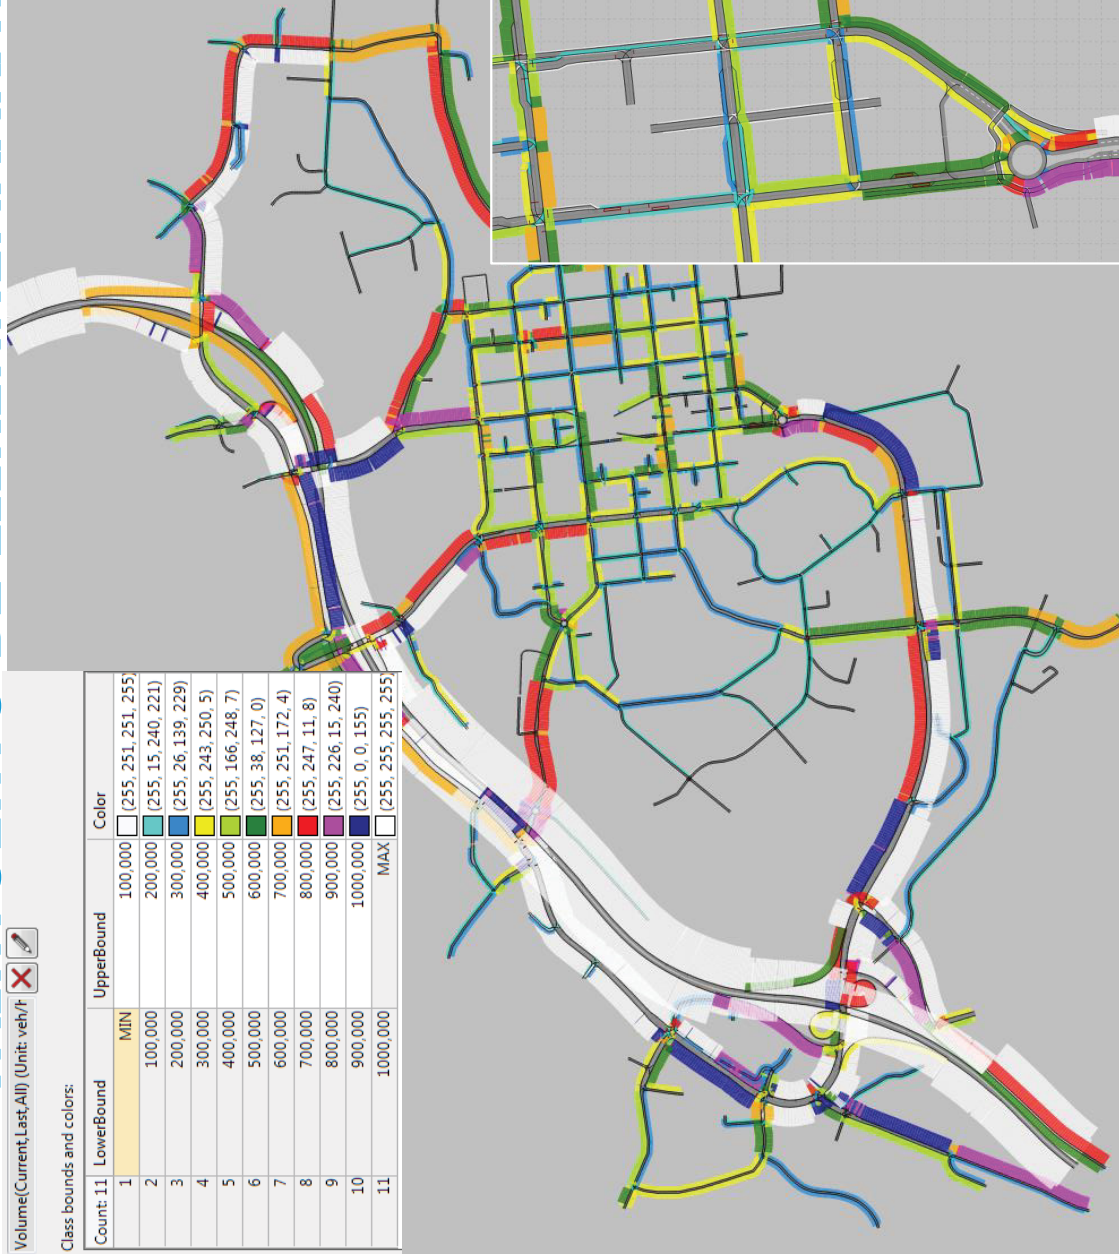 Volume(Current,Last,All) (Unit: veh/h
Class bounds and colors:
Count: 11 LowerBound UpperBound Color
1 MIN 100,000 (255, 251, 251, 255)
2 100,000 200,000 (255, 15, 240, 221)
3 200,000 300,000 (255, 26, 139, 229)
4 300,000 400,000 (255, 243, 250, 5)
5 400,000 500,000 (255, 166, 248, 7)
6 500,000 600,000 (255, 38, 127, 0)
7 600,000 700,000 (255, 251, 172, 4)
8 700,000 800,000 (255, 247, 11, 8)
9 800,000 900,000 (255, 226, 15, 240)
10 900,000 1000,000 (255, 0, 0, 155)
11 1000,000 MAX (255, 255, 255, 255)